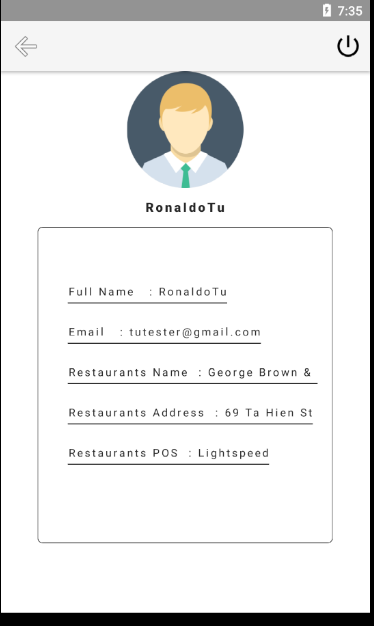 7:35
RonaldoTu
Full Name : RonaldoTu
Email : tutester@gmail.com
Restaurants Name : George Brown &
Restaurants Address : 69 Ta Hien St
Restaurants POS : Lightspeed